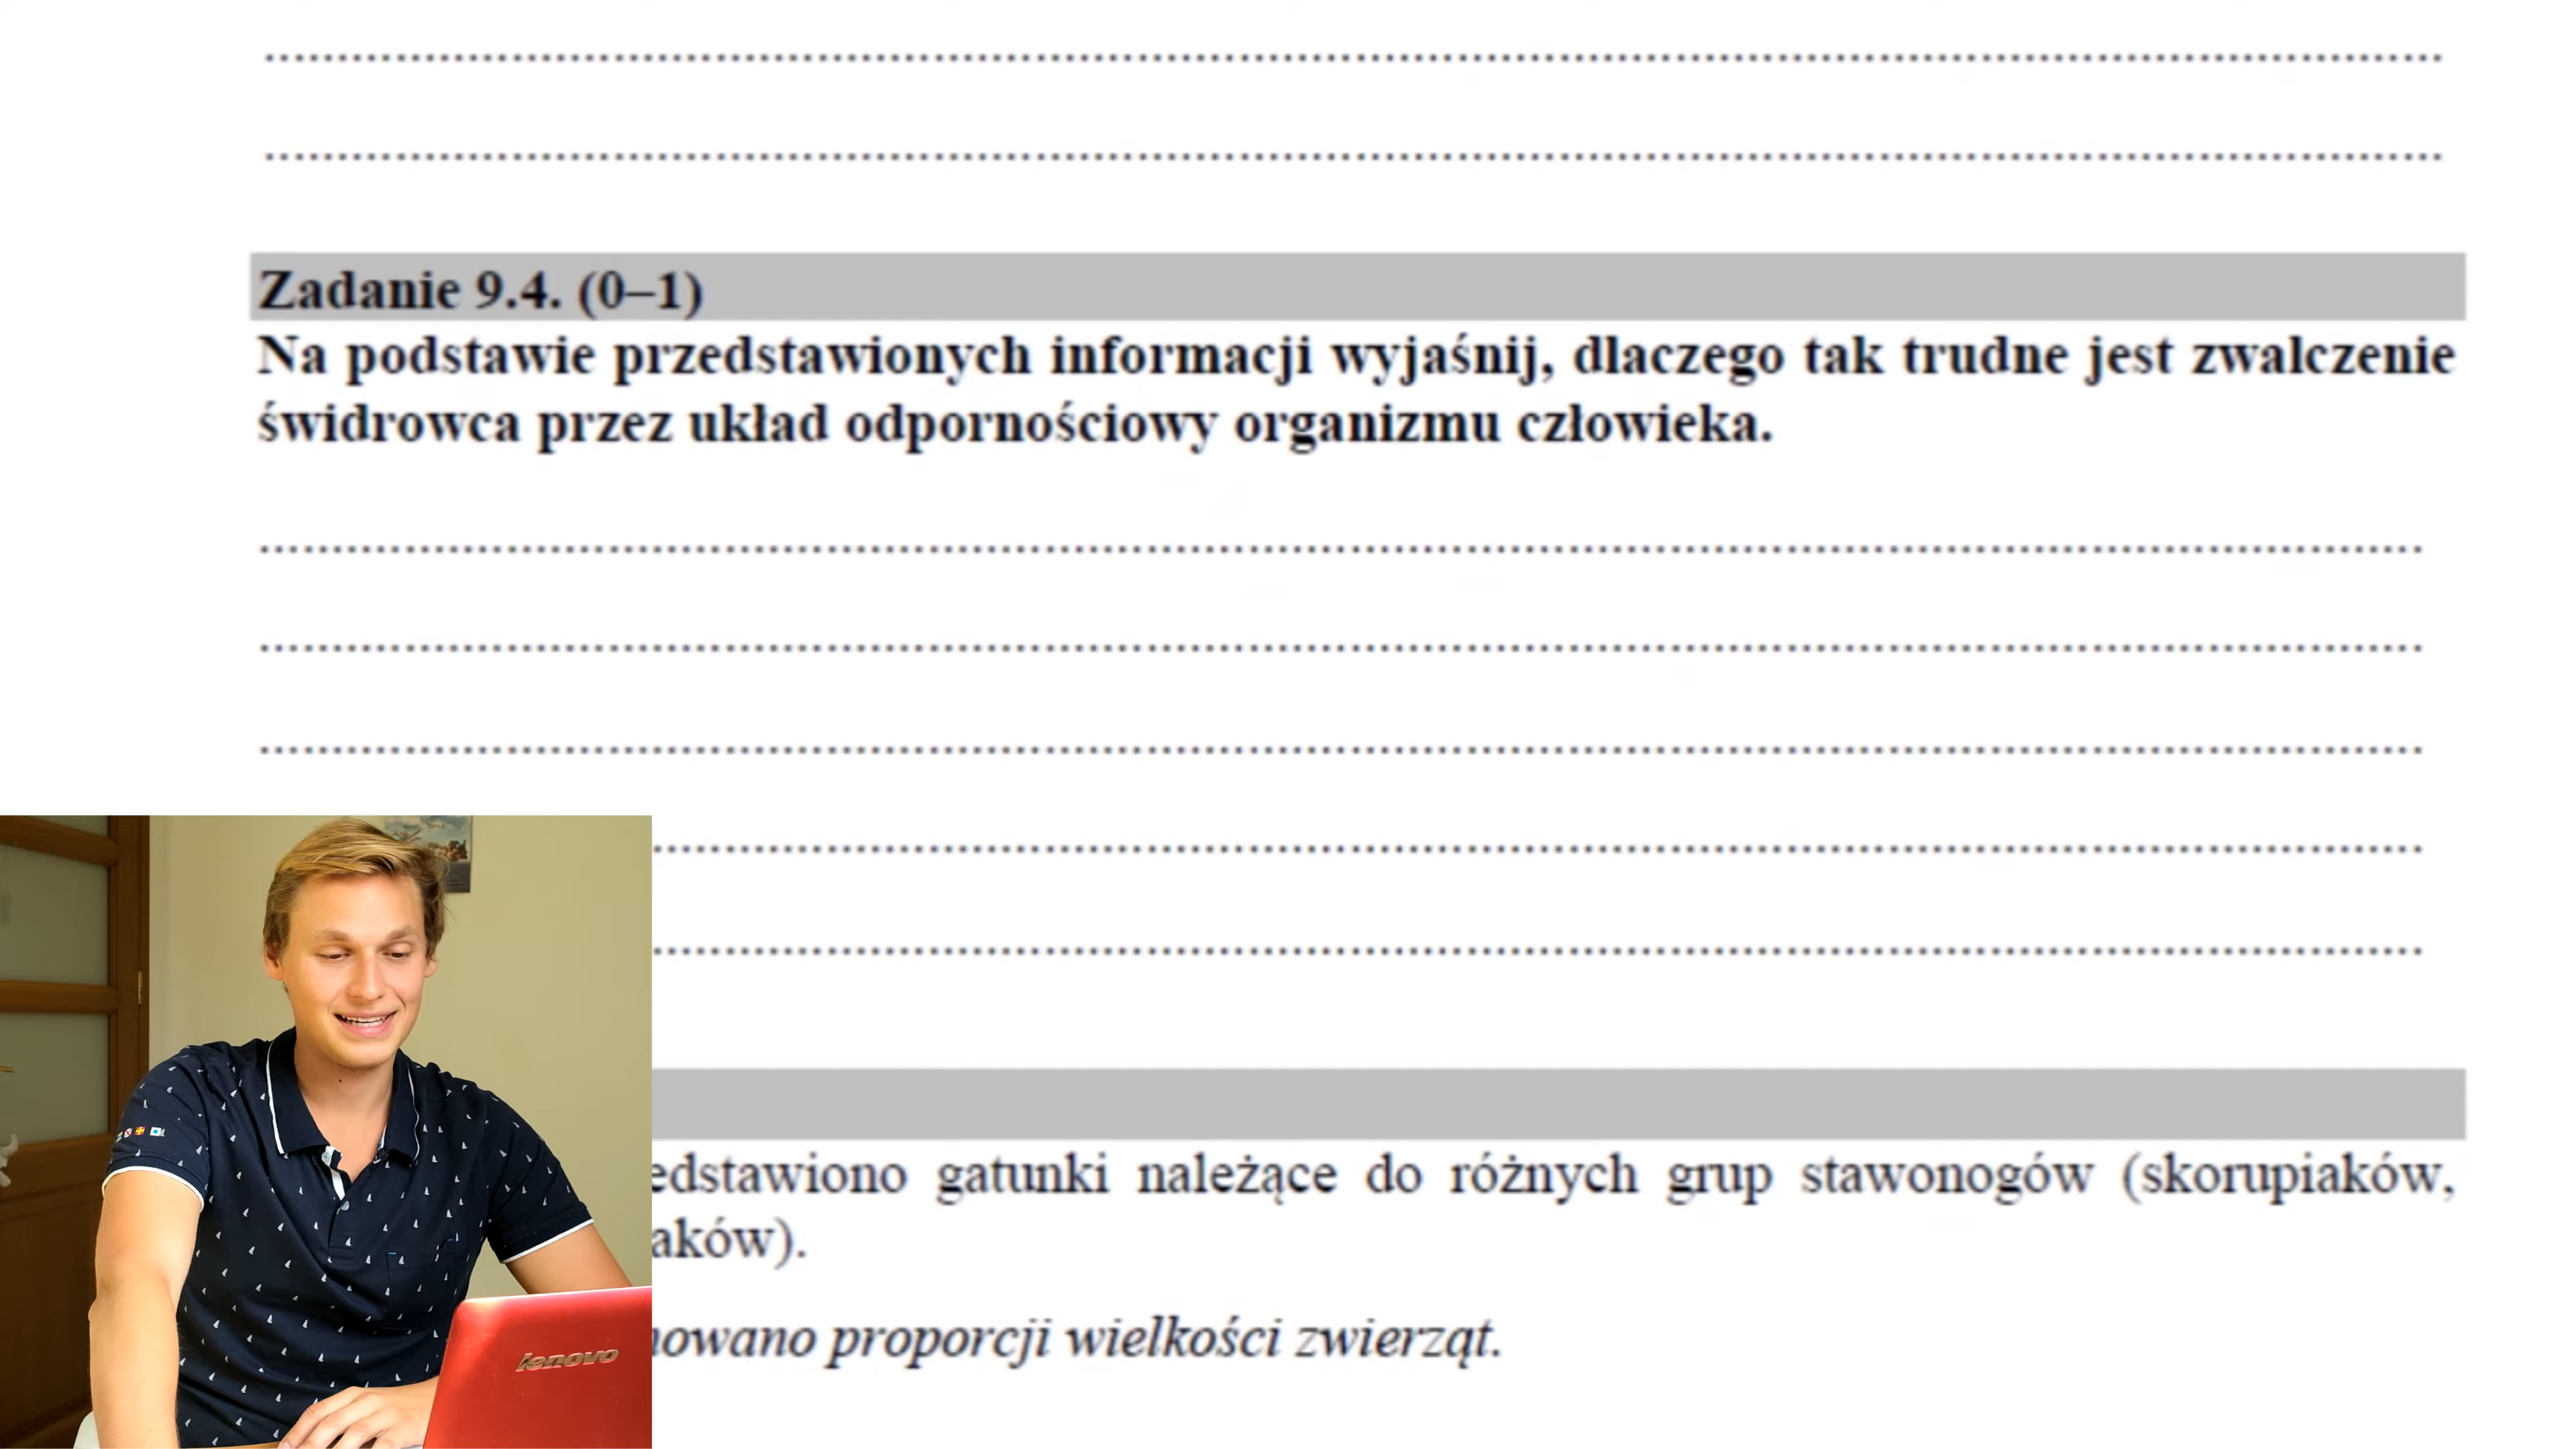 Zadanie 9.4. (0–1)
Na podstawie przedstawionych informacji wyjaśnij, dlaczego tak trudne jest zwalczenie
świdrowca przez układ odpornościowy organizmu człowieka.
edstawiono gatunki należące do różnych grup stawonogów (skorupiaków,
aków).
nowano proporcji wielkości zwierząt.
lenovo